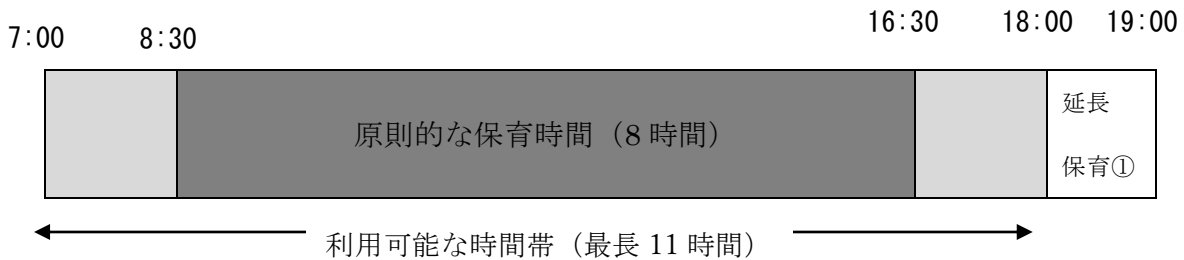 7:00 8:30 16:30 18:00 19:00
原則的な保育時間（8時間）
延長
保育①
利用可能な時間帯（最長11時間）